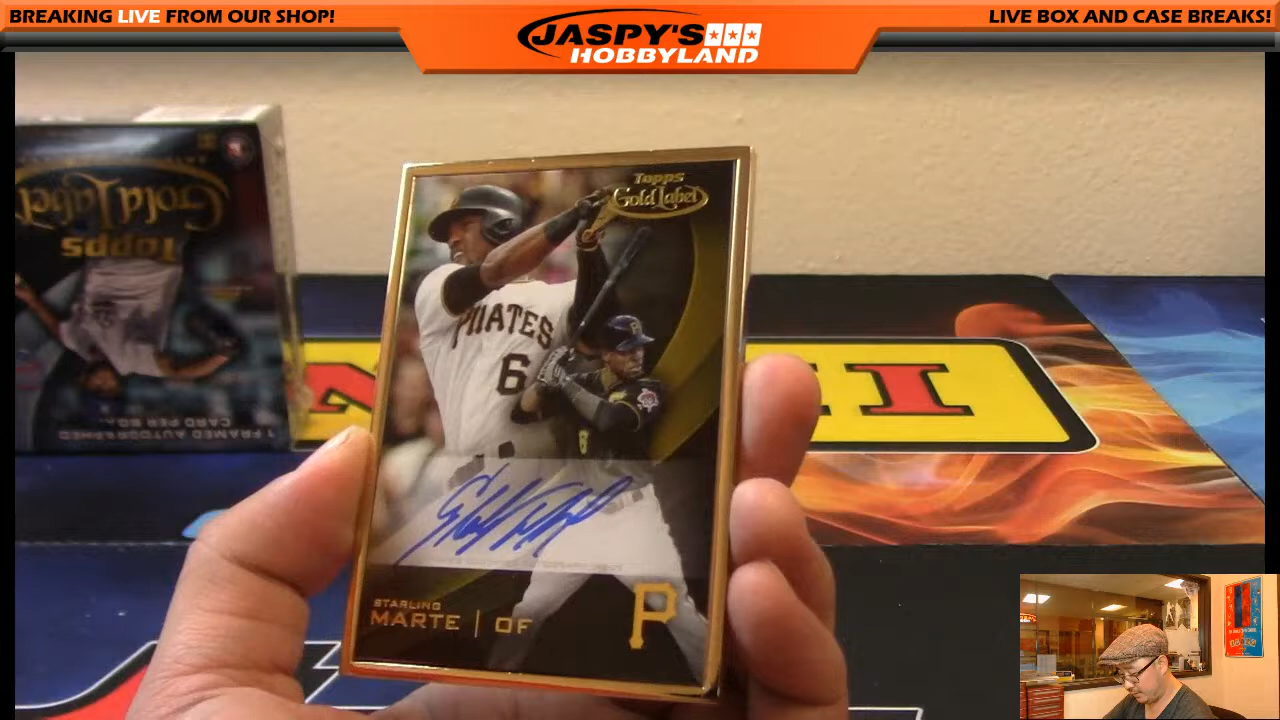 BREAKING LIVE FROM OUR SHOP!
JASPY'S
HOBBYLAND
LIVE BOX AND CASE BREAKS!
Topps
Gold Label
PIRATES
6
6
STARLING
MARTE | OF
P
Topps
Gold Label
1 FRAMED AUTOGRAPHED
CARD PER BOX.